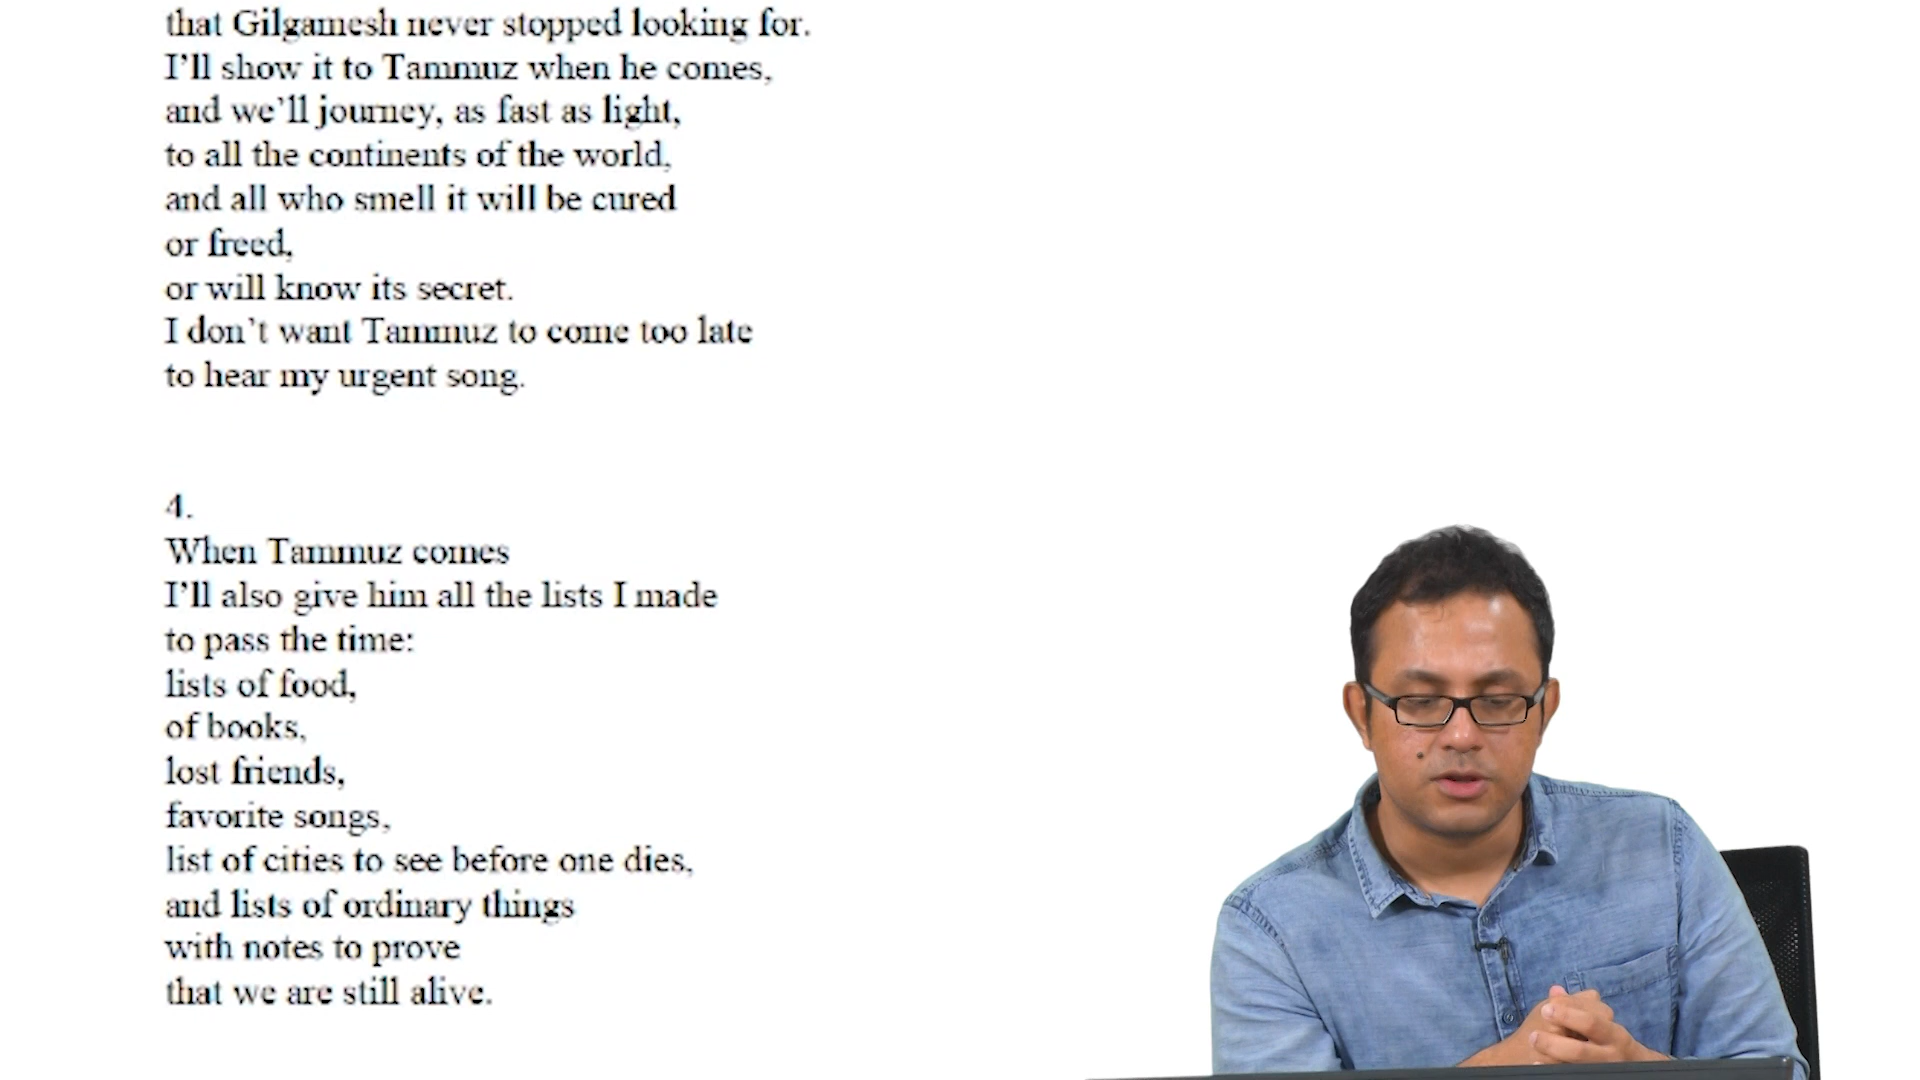 that Gilgamesh never stopped looking for.
I’ll show it to Tammuz when he comes,
and we’ll journey, as fast as light,
to all the continents of the world,
and all who smell it will be cured
or freed,
or will know its secret.
I don’t want Tammuz to come too late
to hear my urgent song.
4.
When Tammuz comes
I’ll also give him all the lists I made
to pass the time:
lists of food,
of books,
lost friends,
favorite songs,
list of cities to see before one dies,
and lists of ordinary things
with notes to prove
that we are still alive.